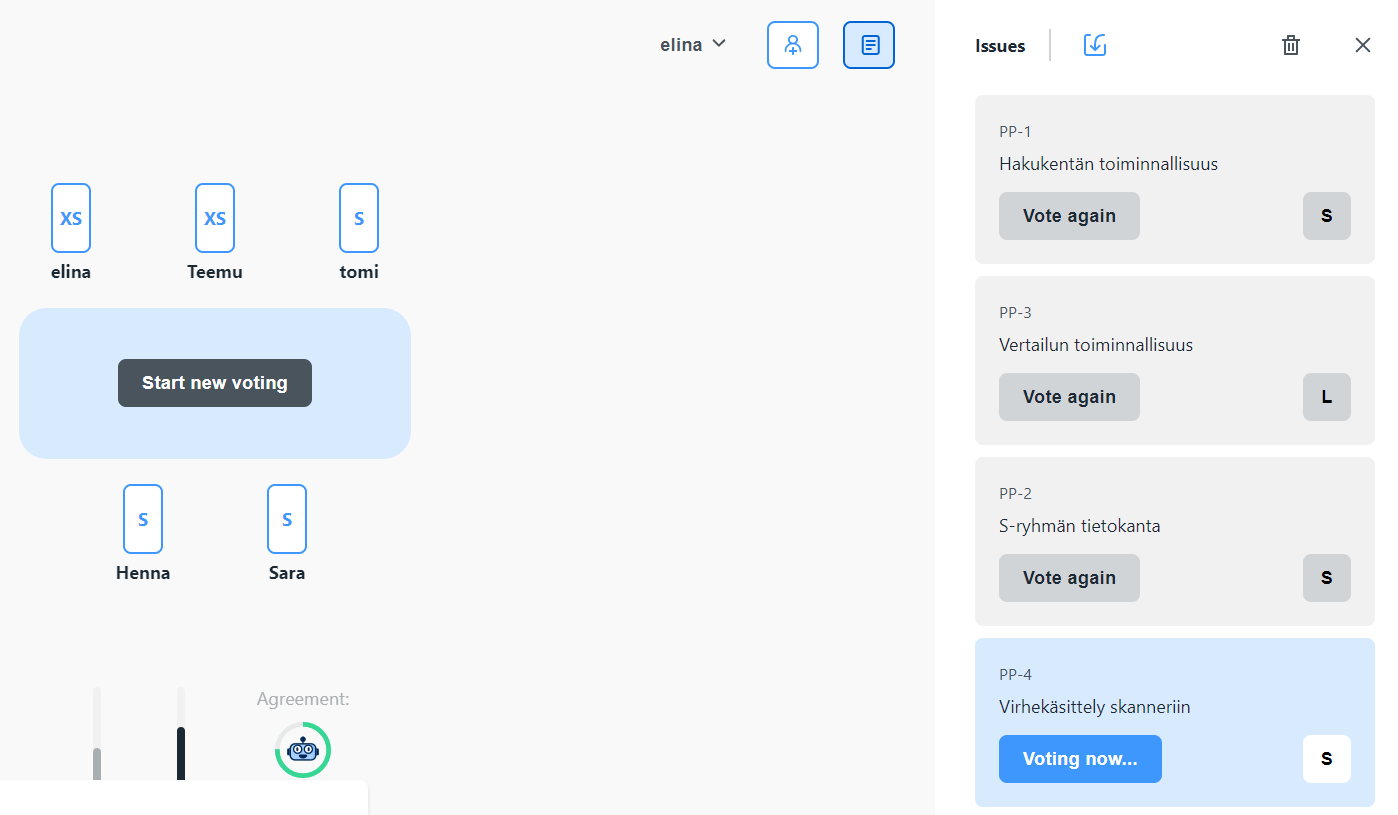 elina
XS
XS
S
elina
Teemu
tomi
Start new voting
S
S
Henna
Sara
Agreement:
Issues
PP-1
Hakukentän toiminnallisuus
Vote again
S
PP-3
Vertailun toiminnallisuus
Vote again
L
PP-2
S-ryhmän tietokanta
Vote again
S
PP-4
Virhekäsittely skanneriin
Voting now...
S